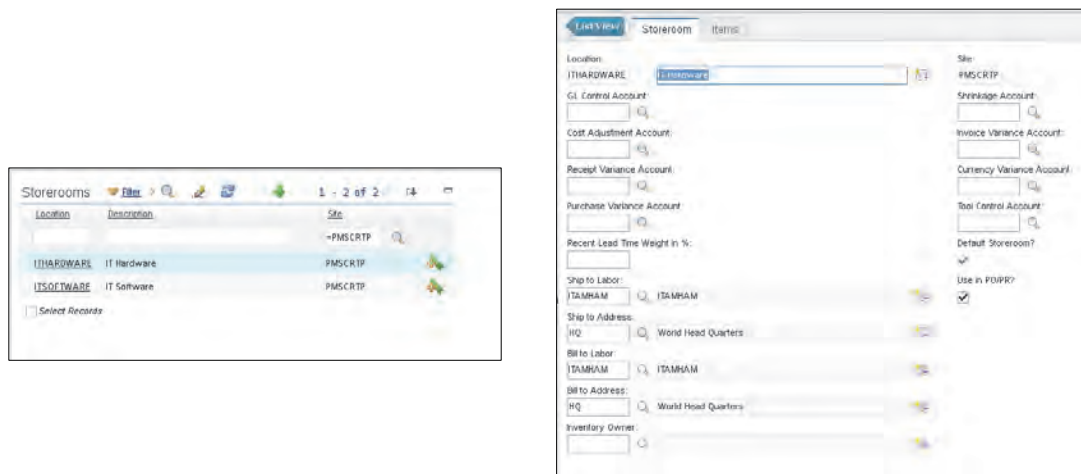 Storerooms Filter 1 - 2 of 2
Location Description Site
=PMSCRTP
ITHARDWARE IT Hardware PMSCRTP
ITSOFTWARE IT Software PMSCRTP
Select Records
List View Storeroom Items
Location: Site:
ITHARDWARE IT Hardware PMSCRTP
GL Control Account: Shrinkage Account:
Cost Adjustment Account: Invoice Variance Account:
Receipt Variance Account: Currency Variance Account:
Purchase Variance Account: Tool Control Account:
Recent Lead Time Weight in %: Default Storeroom?
Ship to Labor: Use in PO/PR?
ITAMHAM ITAMHAM
Ship to Address:
HQ World Head Quarters
Bill to Labor:
ITAMHAM ITAMHAM
Bill to Address:
HQ World Head Quarters
Inventory Owner: